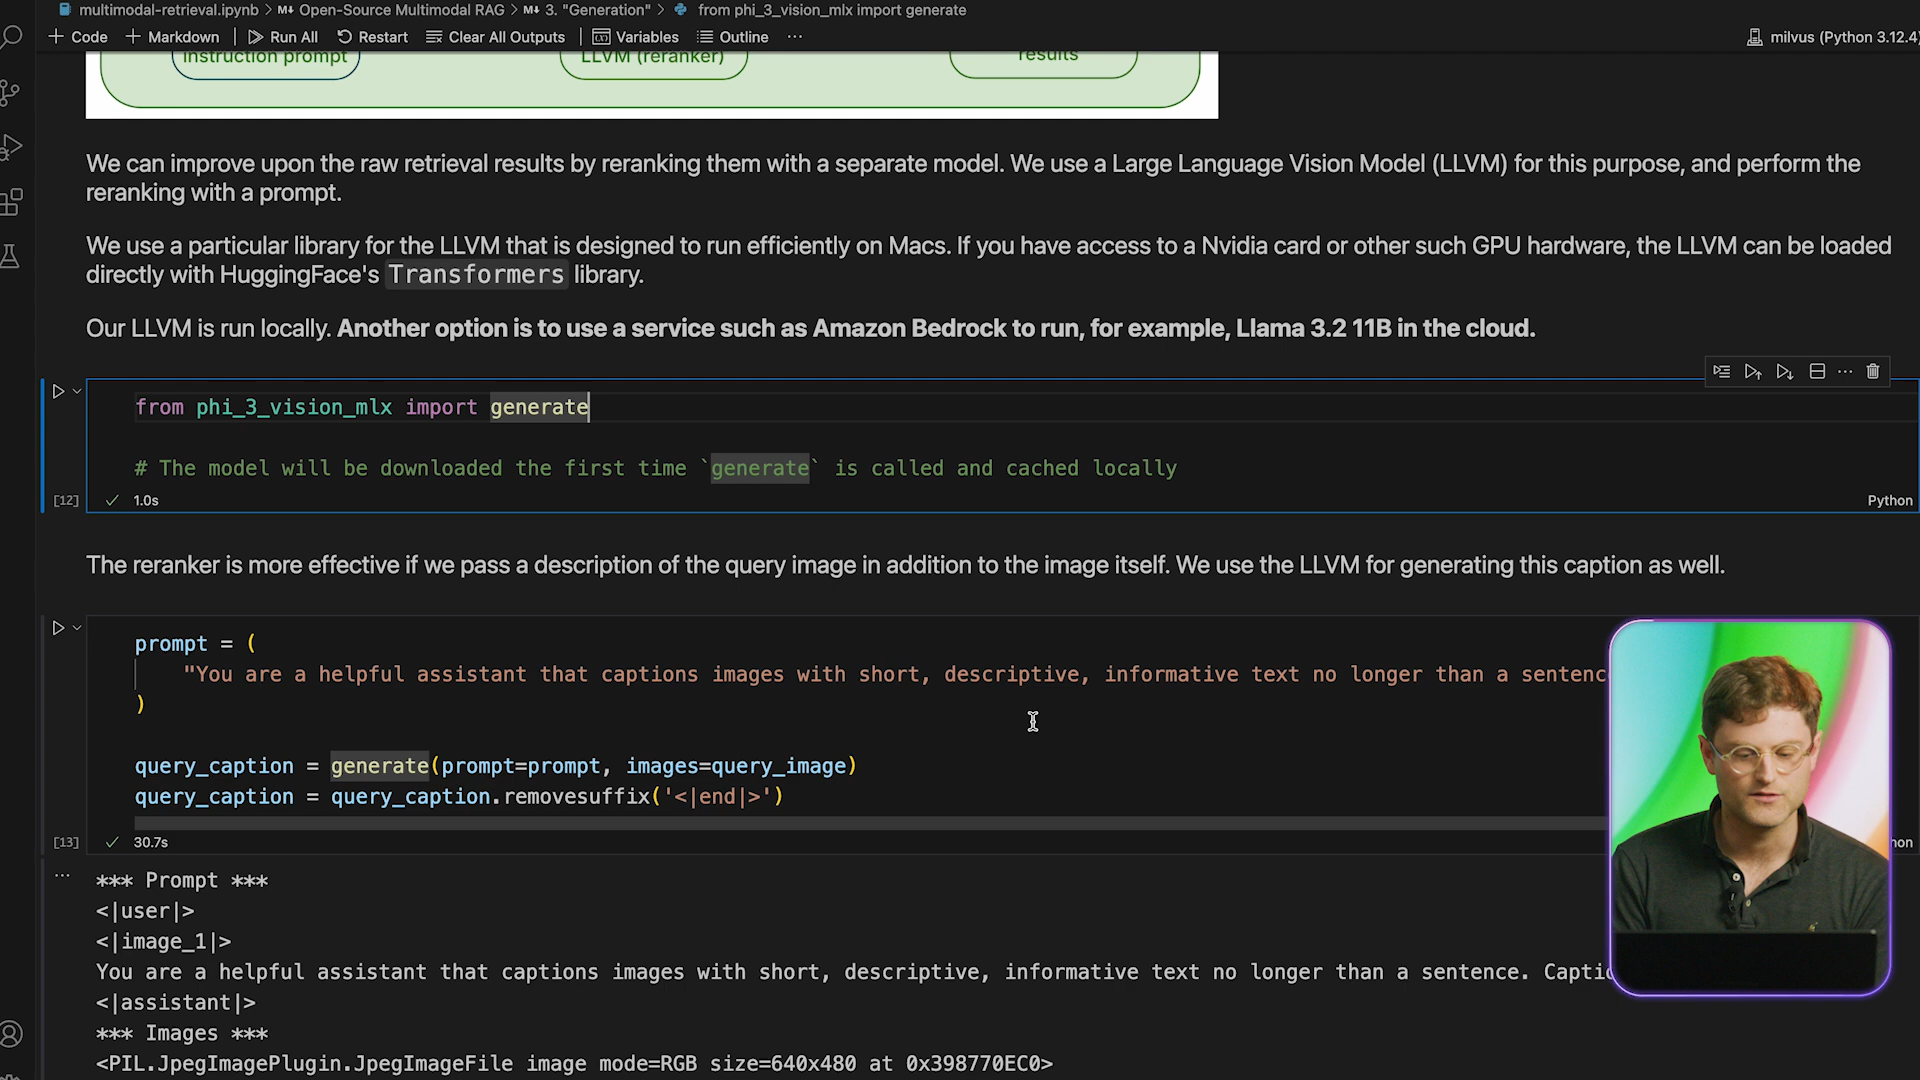 multimodal-retrieval.ipynb > M↓ Open-Source Multimodal RAG > M↓ 3. "Generation" > from phi_3_vision_mlx import generate
+ Code + Markdown Run All Restart Clear All Outputs Variables Outline ... milvus (Python 3.12.4)
instruction prompt LLVM (reranker) results
We can improve upon the raw retrieval results by reranking them with a separate model. We use a Large Language Vision Model (LLVM) for this purpose, and perform the
reranking with a prompt.
We use a particular library for the LLVM that is designed to run efficiently on Macs. If you have access to a Nvidia card or other such GPU hardware, the LLVM can be loaded
directly with HuggingFace's Transformers library.
Our LLVM is run locally. Another option is to use a service such as Amazon Bedrock to run, for example, Llama 3.2 11B in the cloud.
from phi_3_vision_mlx import generate
# The model will be downloaded the first time `generate` is called and cached locally
[12] ✓ 1.0s Python
The reranker is more effective if we pass a description of the query image in addition to the image itself. We use the LLVM for generating this caption as well.
prompt = (
"You are a helpful assistant that captions images with short, descriptive, informative text no longer than a sentenc
)
query_caption = generate(prompt=prompt, images=query_image)
query_caption = query_caption.removesuffix('<|end|>')
[13] ✓ 30.7s hon
... *** Prompt ***
<|user|>
<|image_1|>
You are a helpful assistant that captions images with short, descriptive, informative text no longer than a sentence. Captio
<|assistant|>
*** Images ***
<PIL.JpegImagePlugin.JpegImageFile image mode=RGB size=640x480 at 0x398770EC0>